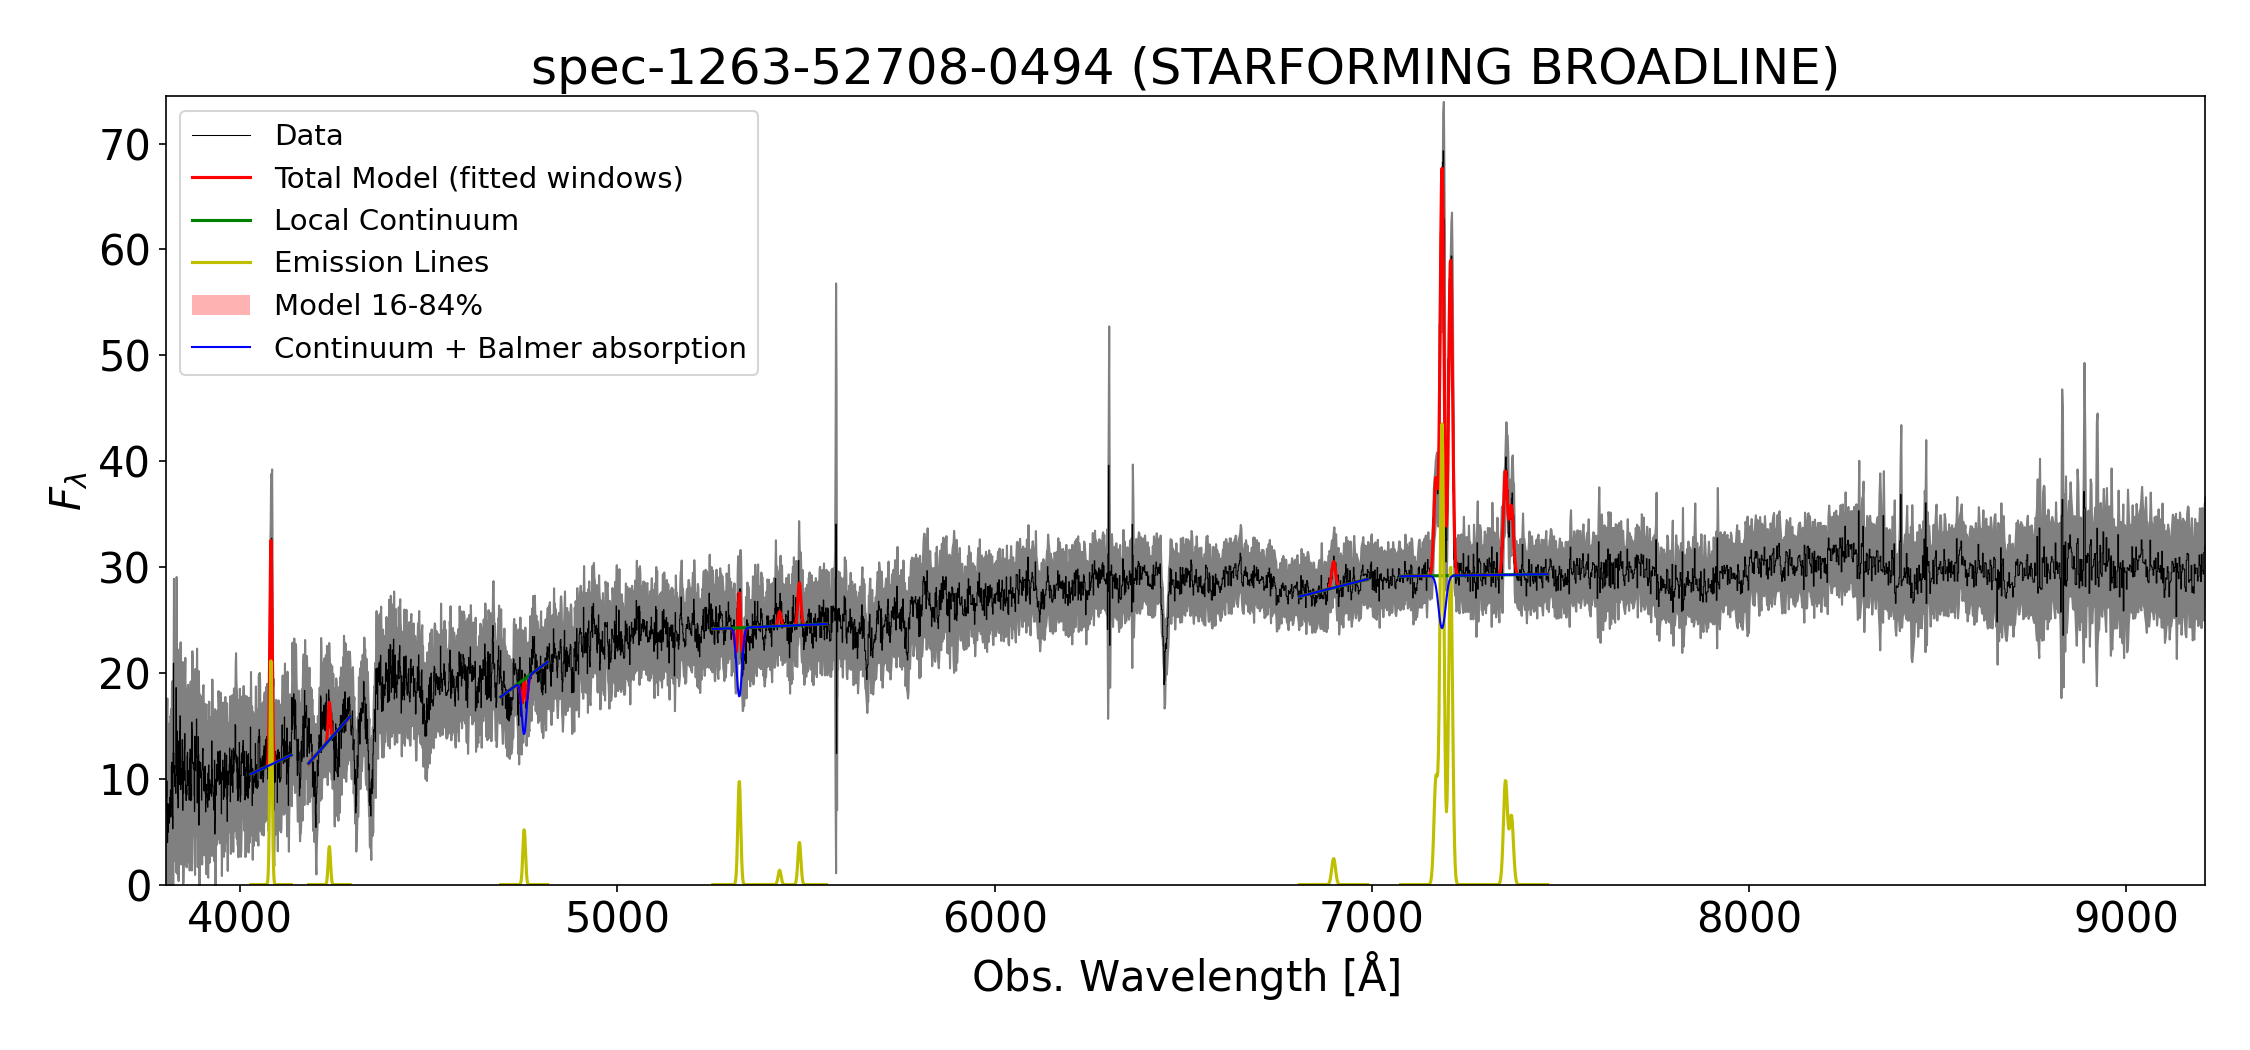 spec-1263-52708-0494 (STARFORMING BROADLINE)
Data
Total Model (fitted windows)
Local Continuum
Emission Lines
Model 16-84%
Continuum + Balmer absorption
70
60
50
40
30
20
10
0
F_λ
4000 5000 6000 7000 8000 9000
Obs. Wavelength [Å]